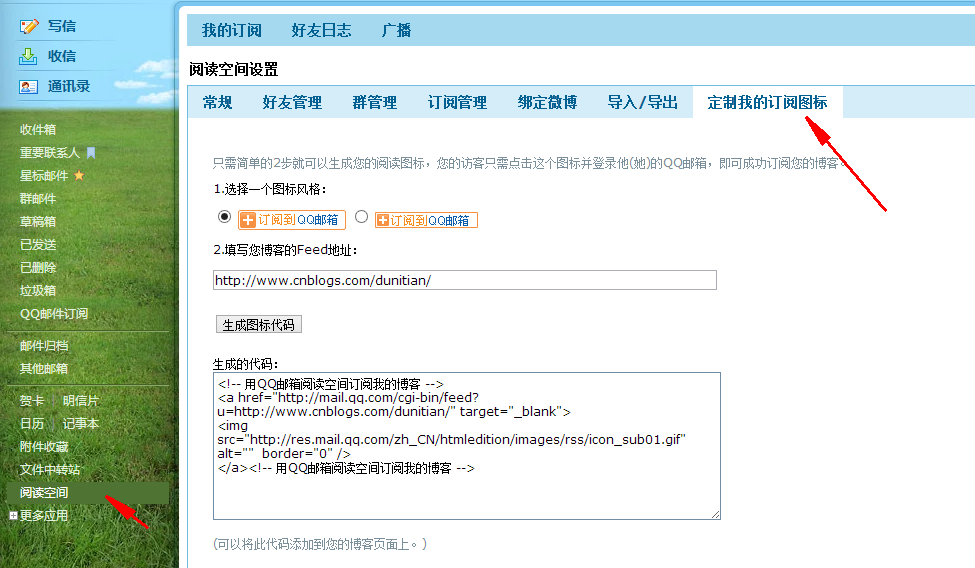 写信
收信
通讯录
收件箱
重要联系人
星标邮件
群邮件
草稿箱
已发送
已删除
垃圾箱
QQ邮件订阅
邮件归档
其他邮箱
贺卡 明信片
日历 记事本
附件收藏
文件中转站
阅读空间
更多应用
我的订阅 好友日志 广播
阅读空间设置
常规 好友管理 群管理 订阅管理 绑定微博 导入/导出 定制我的订阅图标
只需简单的2步就可以生成您的阅读图标，您的访客只需点击这个图标并登录他(她)的QQ邮箱，即可成功订阅您的博客。
1.选择一个图标风格：
订阅到QQ邮箱 订阅到QQ邮箱
2.填写您博客的Feed地址：
http://www.cnblogs.com/dunitian/
生成图标代码
生成的代码：
<!-- 用QQ邮箱阅读空间订阅我的博客 -->
<a href="http://mail.qq.com/cgi-bin/feed?
u=http://www.cnblogs.com/dunitian/" target="_blank">
<img
src="http://res.mail.qq.com/zh_CN/htmledition/images/rss/icon_sub01.gif"
alt="" border="0" />
</a><!-- 用QQ邮箱阅读空间订阅我的博客 -->
(可以将此代码添加到您的博客页面上。)